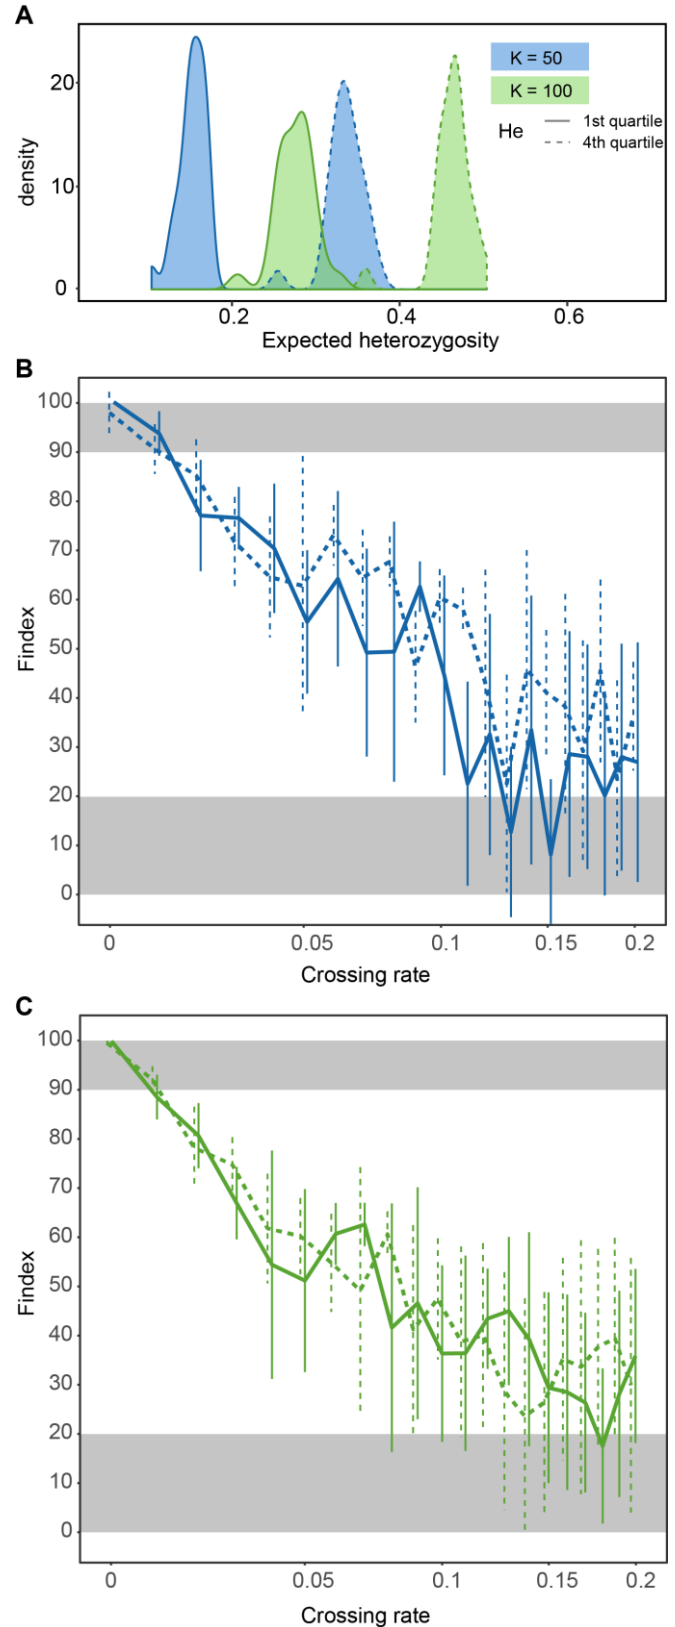 A
density
20
10
0
K = 50
K = 100
He
1st quartile
4th quartile
0.2 0.4 0.6
Expected heterozygosity
B
Findex
100
90
80
70
60
50
40
30
20
10
0
0 0.05 0.1 0.15 0.2
Crossing rate
C
Findex
100
90
80
70
60
50
40
30
20
10
0
0 0.05 0.1 0.15 0.2
Crossing rate